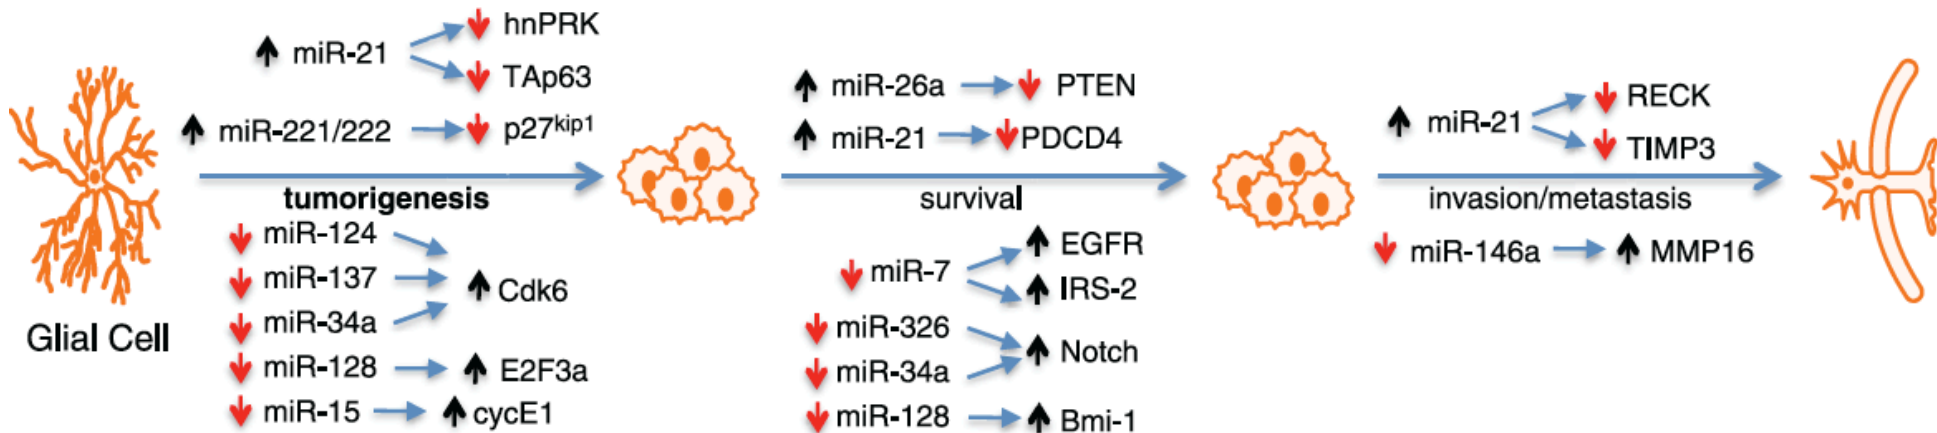 miR-21
hnPRK
TAp63
miR-221/222
p27kip1
tumorigenesis
miR-124
miR-137
miR-34a
Cdk6
miR-128
E2F3a
miR-15
cycE1
Glial Cell
miR-26a
PTEN
miR-21
PDCD4
survival
miR-7
EGFR
IRS-2
miR-326
miR-34a
Notch
miR-128
Bmi-1
miR-21
RECK
TIMP3
invasion/metastasis
miR-146a
MMP16